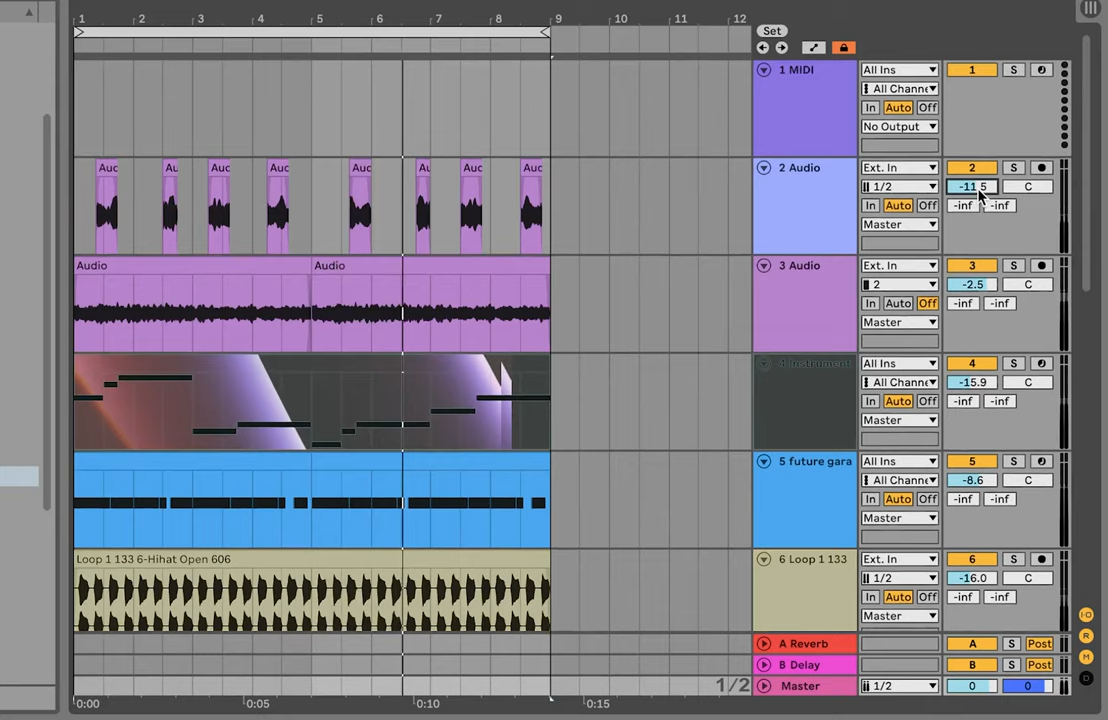 1 2 3 4 5 6 7 8 9 10 11 12
Set
1 MIDI All Ins 1 S
All Channe
In Auto Off
No Output
Auc Au Auc Auc Auc Au Auc Auc
2 Audio Ext. In 2 S
1/2 -11.5 C
In Auto Off -inf -inf
Master
Audio Audio
3 Audio Ext. In 3 S
2 -2.5 C
In Auto Off -inf -inf
Master
4 Instrument All Ins 4 S
All Channe -15.9 C
In Auto Off -inf -inf
Master
5 future gara All Ins 5 S
All Channe -8.6 C
In Auto Off -inf -inf
Master
Loop 1 133 6-Hihat Open 606
6 Loop 1 133 Ext. In 6 S
1/2 -16.0 C
In Auto Off -inf -inf
Master
A Reverb A S Post
B Delay B S Post
1/2 Master 1/2 0 0
0:00 0:05 0:10 0:15
I·O
R
M
D